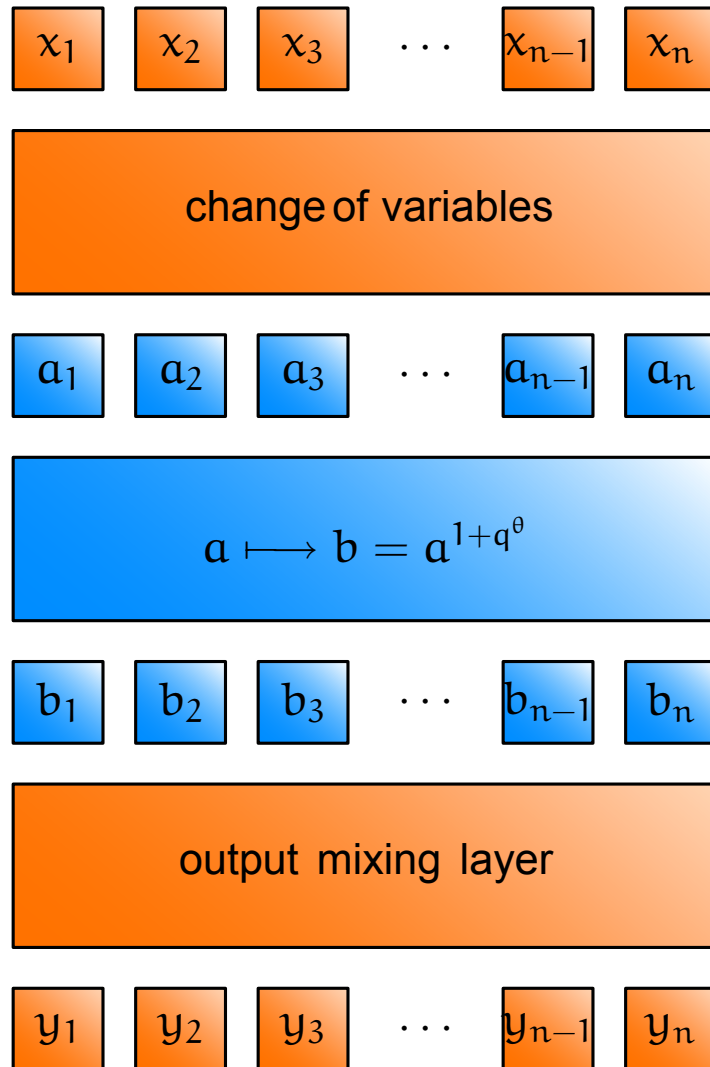 x₁ x₂ x₃ ⋯ xₙ₋₁ xₙ
change of variables
a₁ a₂ a₃ ⋯ aₙ₋₁ aₙ
a ⟼ b = a^{1+q^θ}
b₁ b₂ b₃ ⋯ bₙ₋₁ bₙ
output mixing layer
y₁ y₂ y₃ ⋯ yₙ₋₁ yₙ